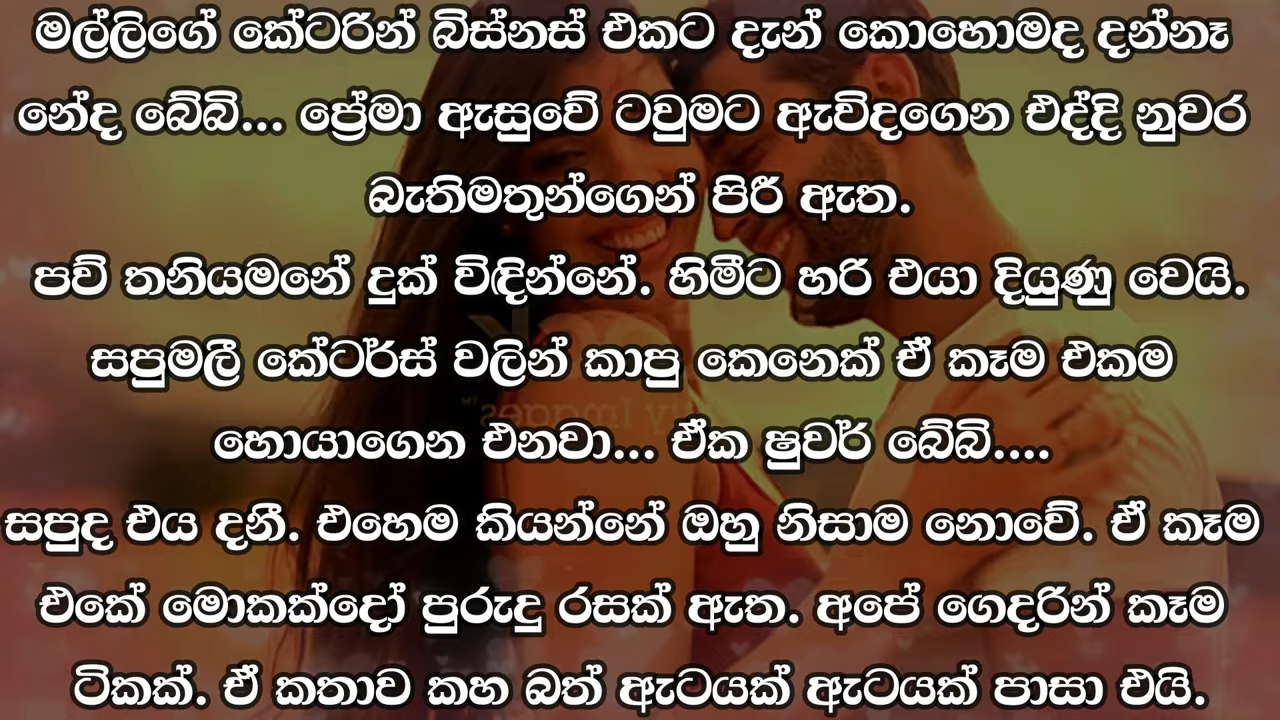 මල්ලිගේ කේටරින් බිස්නස් එකට දැන් කොහොමද දන්නෑ
නේද බේබි... ප්‍රේමා ඇසුවේ ටවුමට ඇවිදගෙන එද්දි නුවර
බැතිමතුන්ගෙන් පිරී ඇත.
පව් තනියමනේ දුක් විඳින්නේ. හිමීට හරි එයා දියුණු වෙයි.
සපුමලී කේටර්ස් වලින් කාපු කෙනෙක් ඒ කෑම එකම
හොයාගෙන එනවා... ඒක ෂුවර් බේබි....
සපුද එය දනී. එහෙම කියන්නේ ඔහු නිසාම නොවේ. ඒ කෑම
එකේ මොකක්දෝ පුරුදු රසක් ඇත. අපේ ගෙදරින් කෑම
ටිකක්. ඒ කතාව කහ බත් ඇටයක් ඇටයක් පාසා එයි.